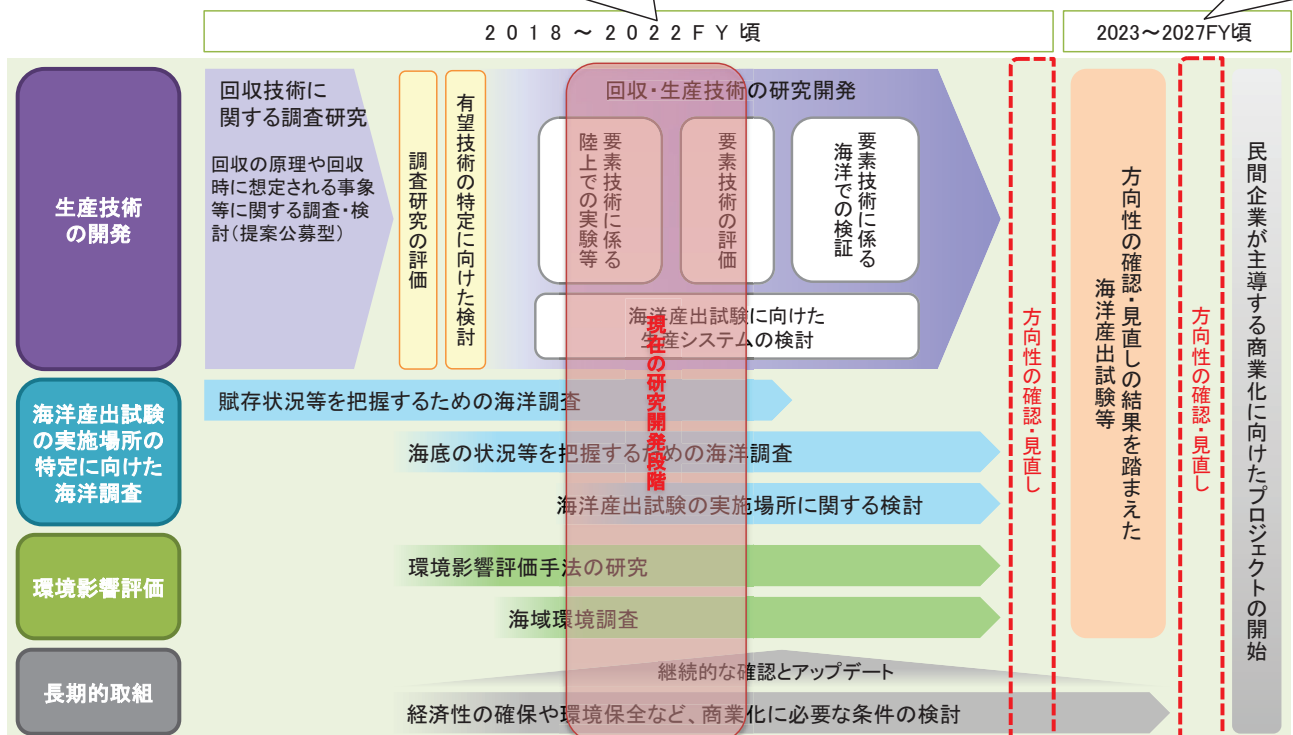 2018～2022FY頃
2023～2027FY頃
生産技術
の開発
回収技術に
関する調査研究
回収の原理や回収
時に想定される事象
等に関する調査・検
討（提案公募型）
調査研究の評価
有望技術の特定に向けた検討
回収・生産技術の研究開発
要素技術に係る
陸上での実験等
要素技術の評価
要素技術に係る
海洋での検証
海洋産出試験に向けた
生産システムの検討
現在の研究開発段階
方向性の確認・見直し
方向性の確認・見直しの結果を踏まえた
海洋産出試験等
方向性の確認・見直し
民間企業が主導する商業化に向けたプロジェクトの開始
海洋産出試験
の実施場所の
特定に向けた
海洋調査
賦存状況等を把握するための海洋調査
海底の状況等を把握するための海洋調査
海洋産出試験の実施場所に関する検討
環境影響評価
環境影響評価手法の研究
海域環境調査
長期的取組
継続的な確認とアップデート
経済性の確保や環境保全など、商業化に必要な条件の検討